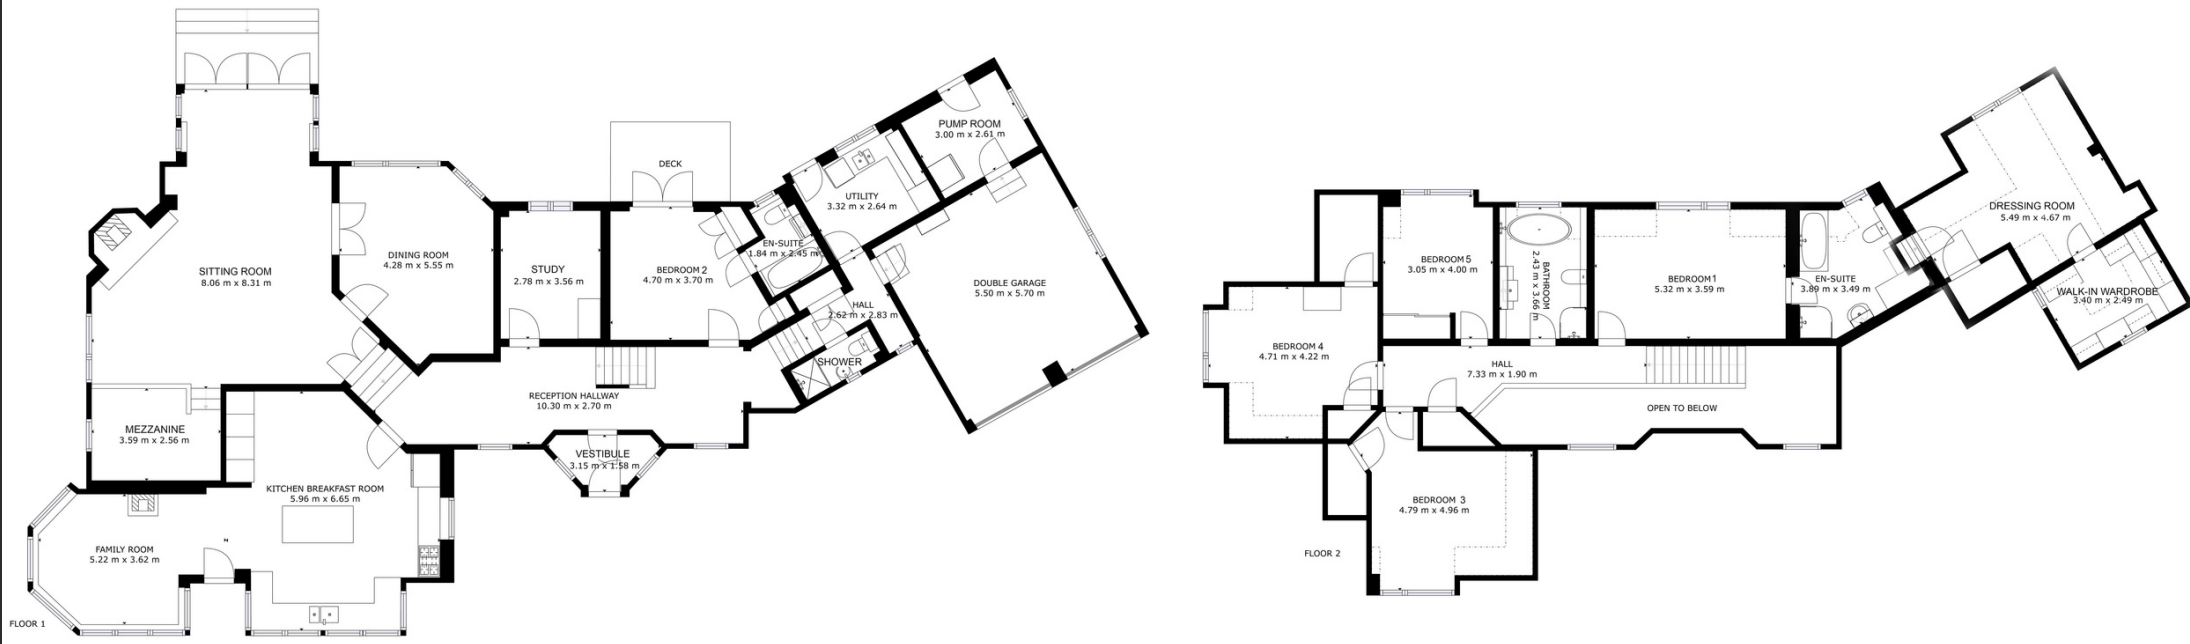 PUMP ROOM
3.00 m x 2.61 m
DECK
UTILITY
3.32 m x 2.64 m
EN-SUITE
1.84 m x 2.45 m
DINING ROOM
4.28 m x 5.55 m
SITTING ROOM
8.06 m x 8.31 m
STUDY
2.78 m x 3.56 m
BEDROOM 2
4.70 m x 3.70 m
DOUBLE GARAGE
5.50 m x 5.70 m
HALL
2.62 m x 2.83 m
SHOWER
RECEPTION HALLWAY
10.30 m x 2.70 m
MEZZANINE
3.59 m x 2.56 m
VESTIBULE
3.15 m x 1.58 m
KITCHEN BREAKFAST ROOM
5.96 m x 6.65 m
FAMILY ROOM
5.22 m x 3.62 m
FLOOR 1
DRESSING ROOM
5.49 m x 4.67 m
BEDROOM 5
3.05 m x 4.00 m
BATHROOM
2.43 m x 3.66 m
BEDROOM 1
5.32 m x 3.59 m
EN-SUITE
3.89 m x 3.49 m
WALK-IN WARDROBE
3.40 m x 2.49 m
BEDROOM 4
4.71 m x 4.22 m
HALL
7.33 m x 1.90 m
OPEN TO BELOW
BEDROOM 3
4.79 m x 4.96 m
FLOOR 2